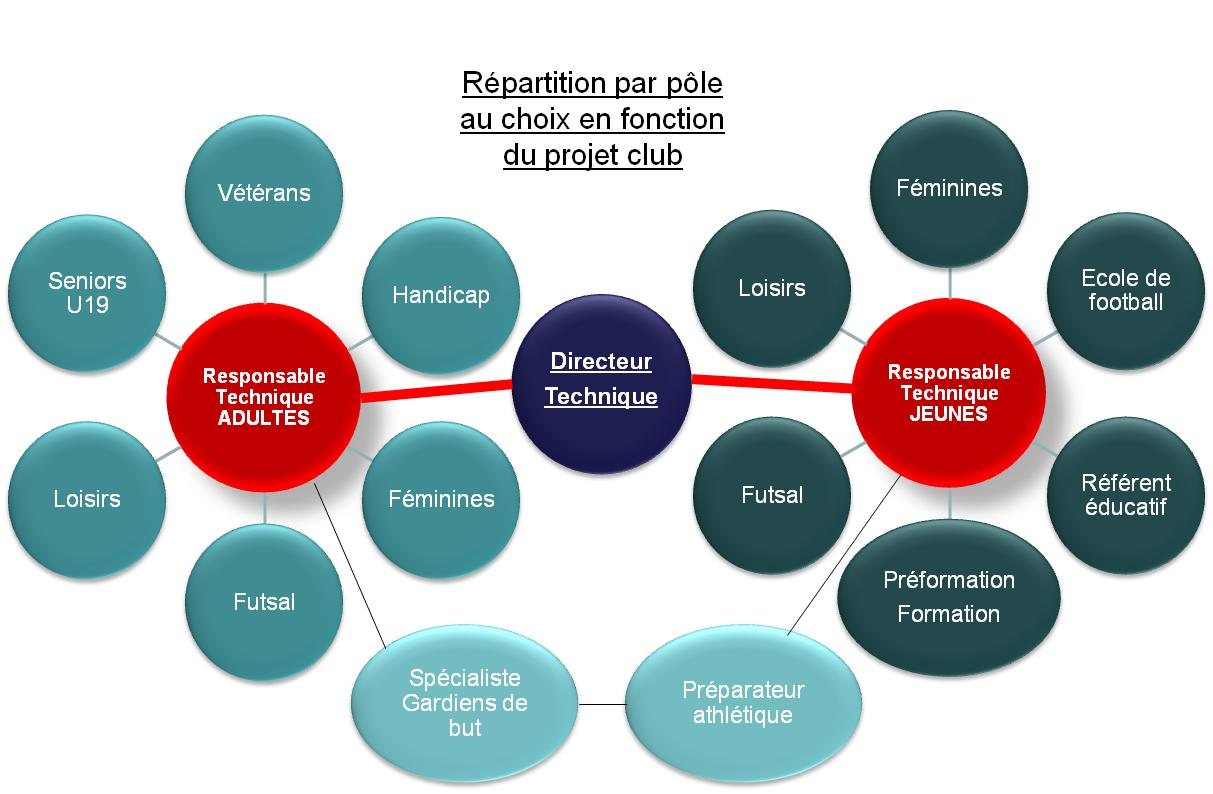 Répartition par pôle
au choix en fonction
du projet club
Vétérans
Seniors
U19
Handicap
Responsable
Technique
ADULTES
Loisirs
Féminines
Futsal
Directeur
Technique
Féminines
Loisirs
Ecole de
football
Responsable
Technique
JEUNES
Futsal
Référent
éducatif
Préformation
Formation
Spécialiste
Gardiens de
but
Préparateur
athlétique